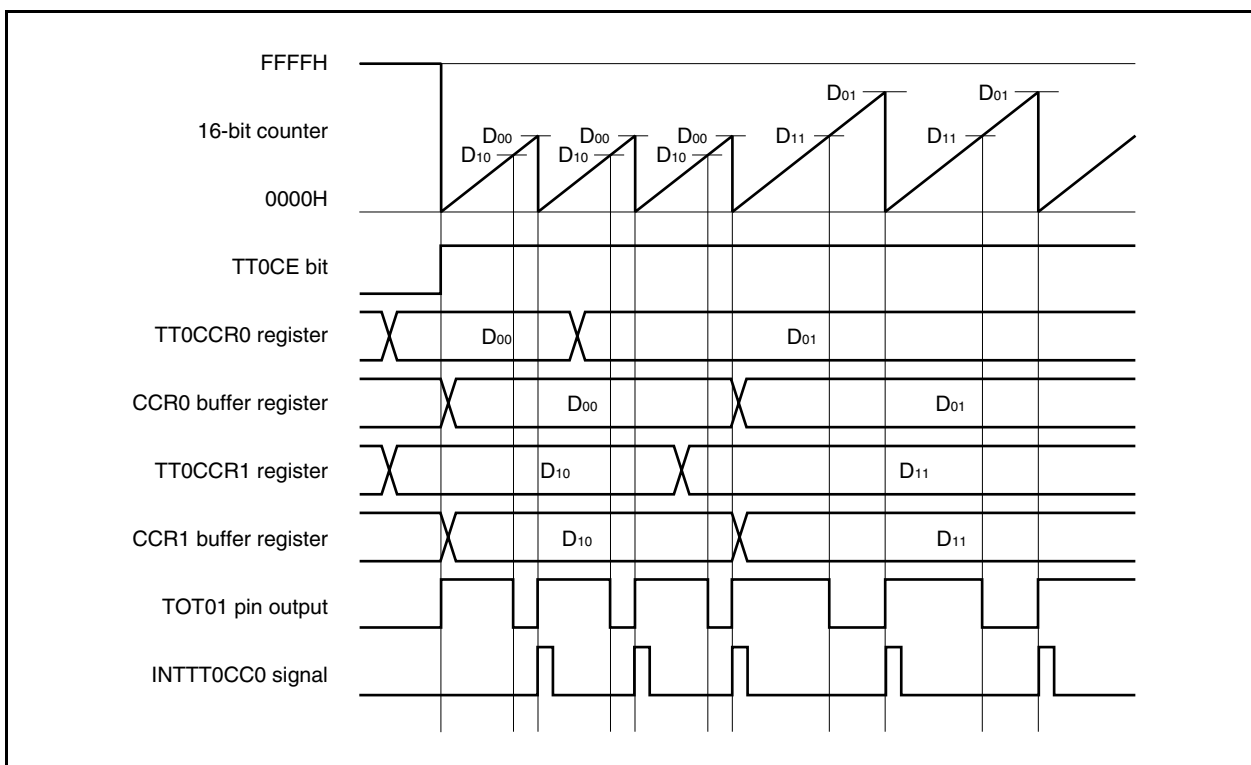 FFFFH
D01 D01
16-bit counter D00 D00 D00 D11 D11
D10 D10 D10
0000H
TT0CE bit
TT0CCR0 register D00 D01
CCR0 buffer register D00 D01
TT0CCR1 register D10 D11
CCR1 buffer register D10 D11
TOT01 pin output
INTTT0CC0 signal